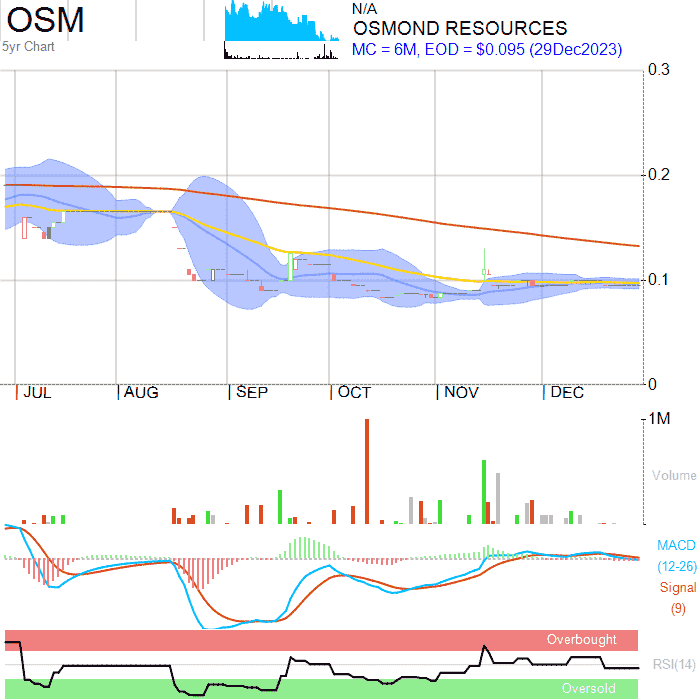 OSM
5yr Chart
N/A
OSMOND RESOURCES
MC = 6M, EOD = $0.095 (29Dec2023)
0.3
0.2
0.1
0
JUL AUG SEP OCT NOV DEC
1M
Volume
MACD
(12-26)
Signal
(9)
Overbought
RSI(14)
Oversold